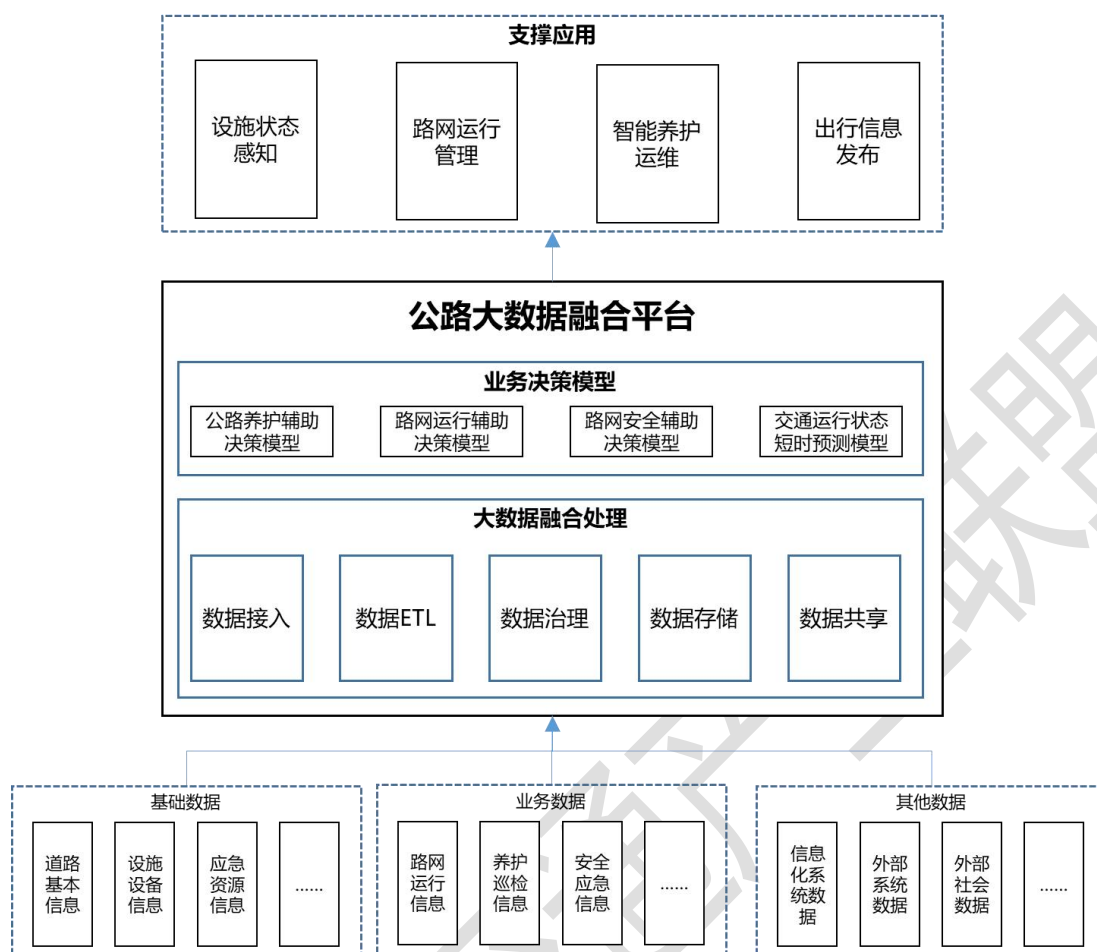 支撑应用
设施状态
感知
路网运行
管理
智能养护
运维
出行信息
发布
公路大数据融合平台
业务决策模型
公路养护辅助
决策模型
路网运行辅助
决策模型
路网安全辅助
决策模型
交通运行状态
短时预测模型
大数据融合处理
数据接入
数据ETL
数据治理
数据存储
数据共享
基础数据
道路
基本
信息
设施
设备
信息
应急
资源
信息
......
业务数据
路网
运行
信息
养护
巡检
信息
安全
应急
信息
......
其他数据
信息
化系
统数
据
外部
系统
数据
外部
社会
数据
......
通产业联盟